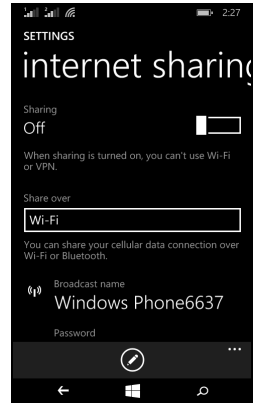 2:27
SETTINGS
internet sharing
Sharing
Off
When sharing is turned on, you can't use Wi-Fi
or VPN.
Share over
Wi-Fi
You can share your cellular data connection over
Wi-Fi or Bluetooth.
Broadcast name
Windows Phone6637
Password